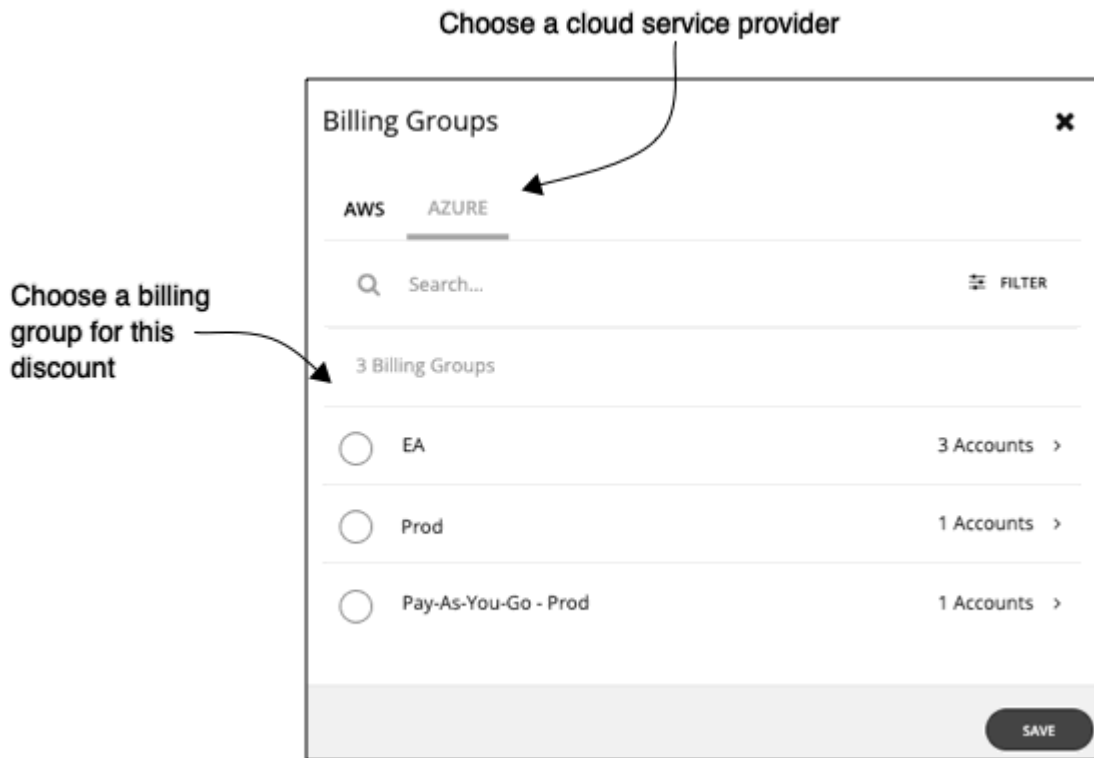 Choose a cloud service provider
Billing Groups
AWS AZURE
Search... FILTER
Choose a billing
group for this
discount
3 Billing Groups
EA 3 Accounts
Prod 1 Accounts
Pay-As-You-Go - Prod 1 Accounts
SAVE